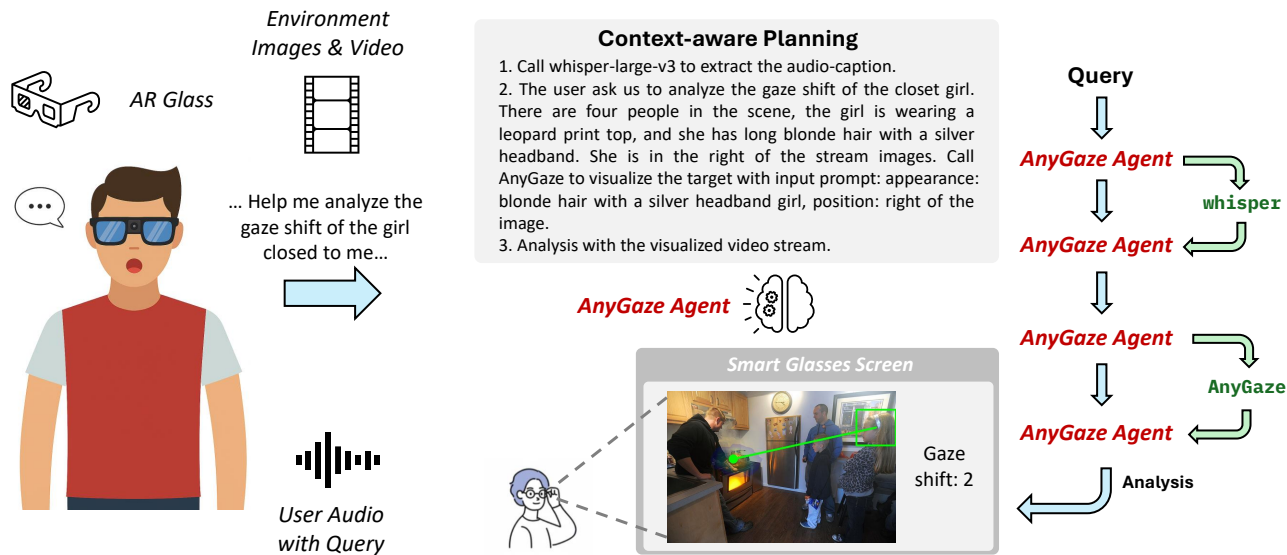 Environment
Images & Video
AR Glass
... Help me analyze the
gaze shift of the girl
closed to me...
User Audio
with Query
Context-aware Planning
1. Call whisper-large-v3 to extract the audio-caption.
2. The user ask us to analyze the gaze shift of the closet girl.
There are four people in the scene, the girl is wearing a
leopard print top, and she has long blonde hair with a silver
headband. She is in the right of the stream images. Call
AnyGaze to visualize the target with input prompt: appearance:
blonde hair with a silver headband girl, position: right of the
image.
3. Analysis with the visualized video stream.
AnyGaze Agent
Smart Glasses Screen
Gaze
shift: 2
Query
AnyGaze Agent
whisper
AnyGaze Agent
AnyGaze Agent
AnyGaze
AnyGaze Agent
Analysis